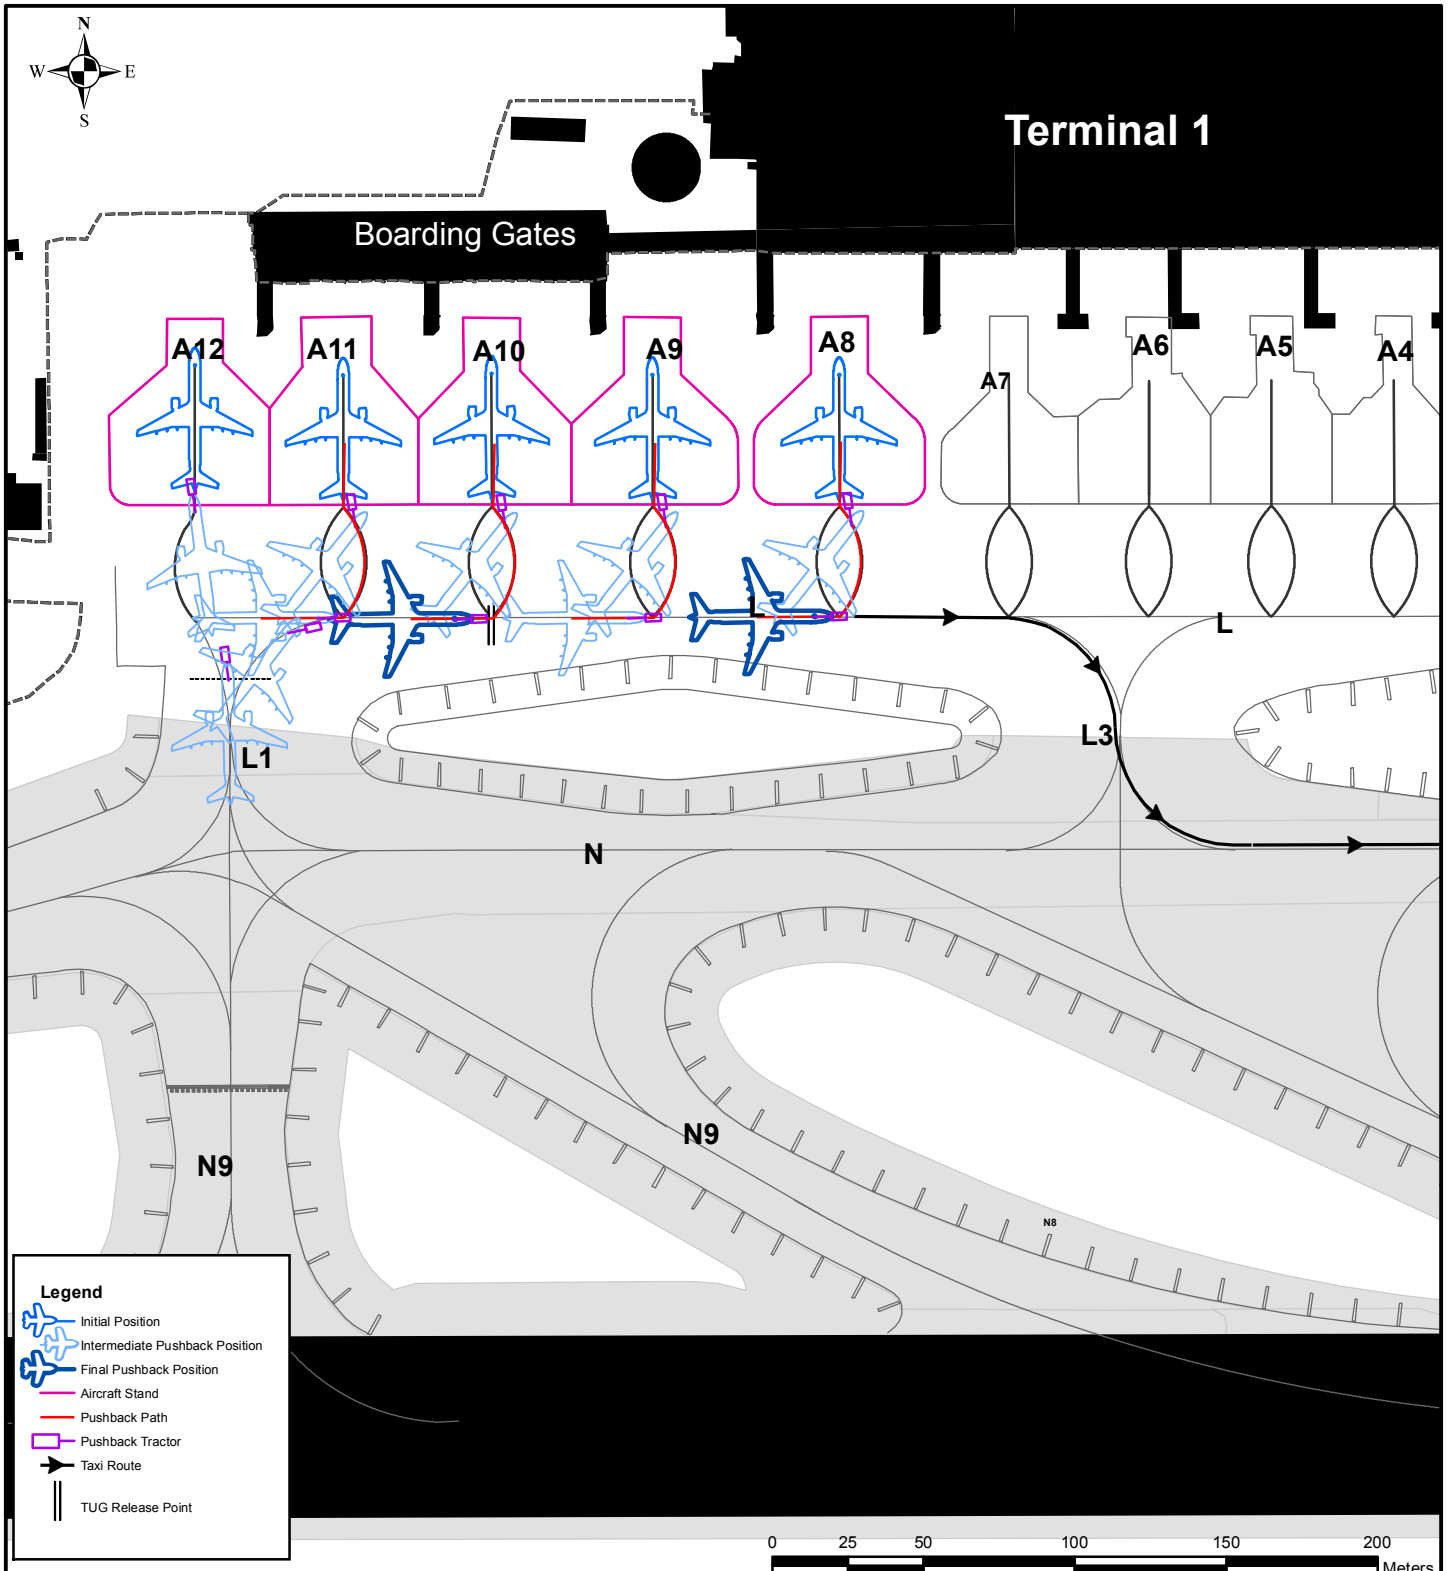 N
W E
S
Terminal 1
Boarding Gates
A12 A11 A10 A9 A8 A7 A6 A5 A4
L L
L1 L3
N
N9
N9
N8
Legend
Initial Position
Intermediate Pushback Position
Final Pushback Position
Aircraft Stand
Pushback Path
Pushback Tractor
Taxi Route
TUG Release Point
0 25 50 100 150 200
Meters